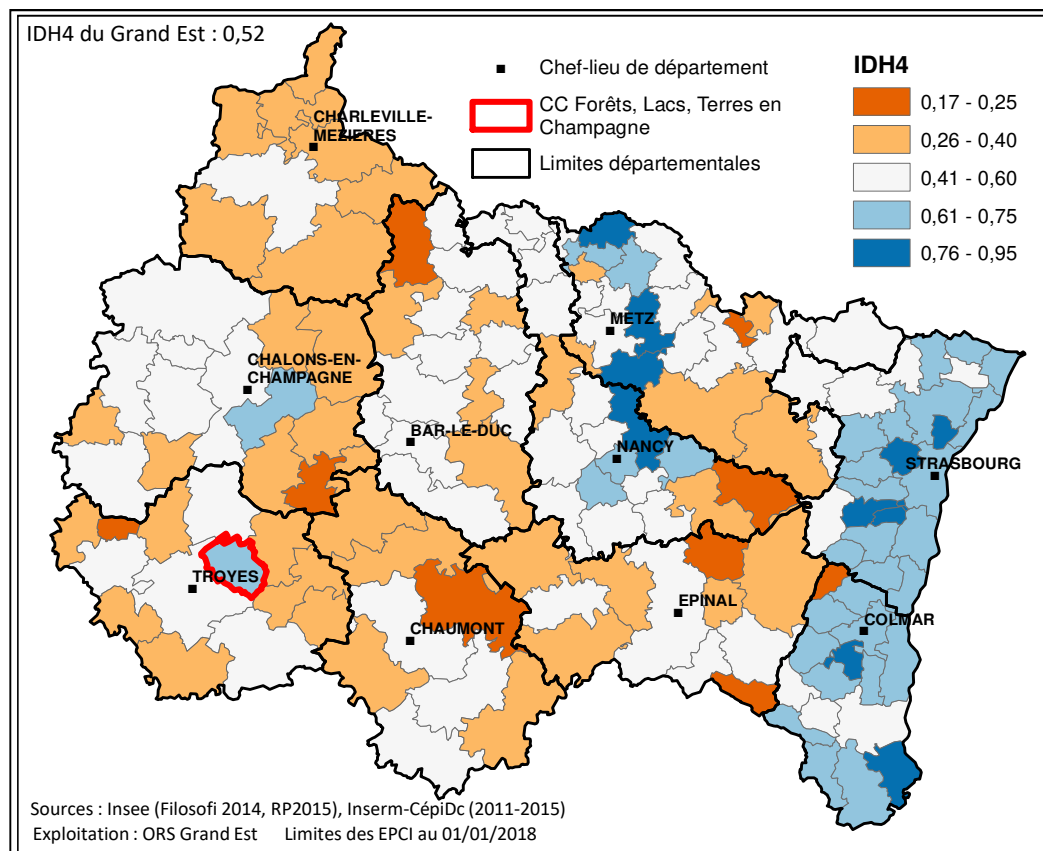 IDH4 du Grand Est : 0,52
Chef-lieu de département
CC Forêts, Lacs, Terres en
Champagne
Limites départementales
IDH4
0,17 - 0,25
0,26 - 0,40
0,41 - 0,60
0,61 - 0,75
0,76 - 0,95
CHARLEVILLE-
MEZIERES
METZ
CHALONS-EN-
CHAMPAGNE
BAR-LE-DUC
NANCY
STRASBOURG
TROYES
EPINAL
COLMAR
CHAUMONT
Sources : Insee (Filosofi 2014, RP2015), Inserm-CépiDc (2011-2015)
Exploitation : ORS Grand Est Limites des EPCI au 01/01/2018